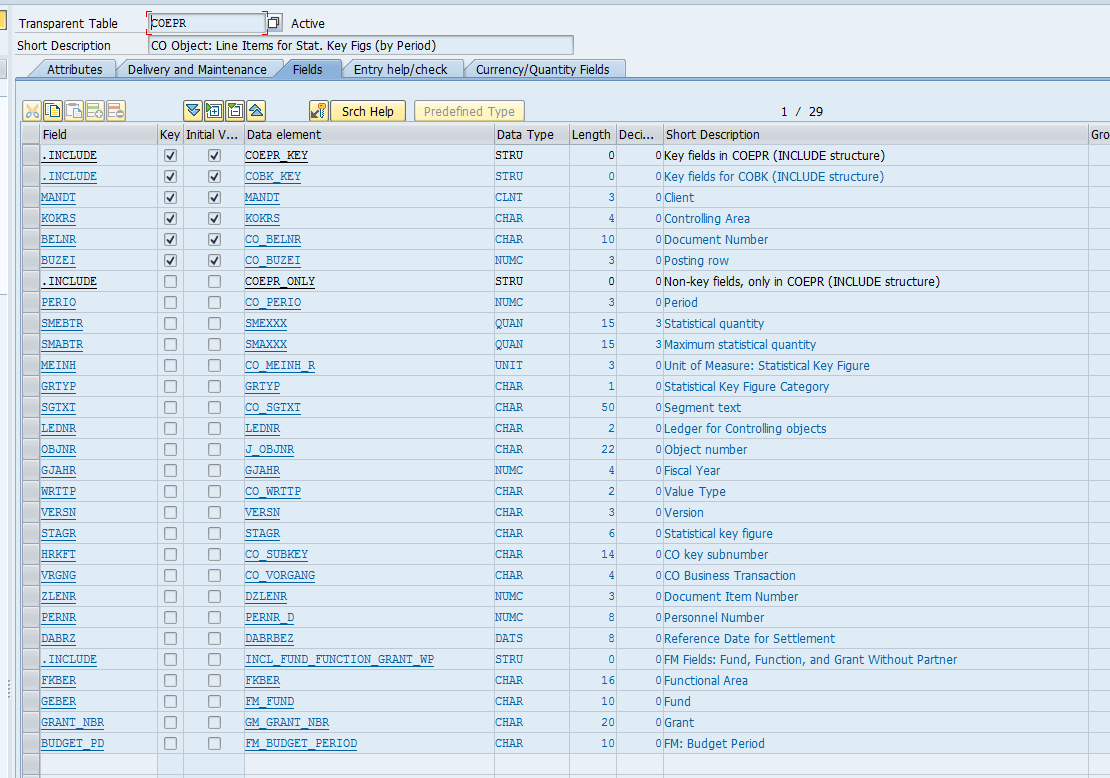 Transparent Table COEPR Active
Short Description CO Object: Line Items for Stat. Key Figs (by Period)
Attributes Delivery and Maintenance Fields Entry help/check Currency/Quantity Fields
Srch Help Predefined Type 1 / 29
Field Key Initial V... Data element Data Type Length Deci... Short Description Gro
.INCLUDE COEPR_KEY STRU 0 0 Key fields in COEPR (INCLUDE structure)
.INCLUDE COBK_KEY STRU 0 0 Key fields for COBK (INCLUDE structure)
MANDT MANDT CLNT 3 0 Client
KOKRS KOKRS CHAR 4 0 Controlling Area
BELNR CO_BELNR CHAR 10 0 Document Number
BUZEI CO_BUZEI NUMC 3 0 Posting row
.INCLUDE COEPR_ONLY STRU 0 0 Non-key fields, only in COEPR (INCLUDE structure)
PERIO CO_PERIO NUMC 3 0 Period
SMEBTR SMEXXX QUAN 15 3 Statistical quantity
SMABTR SMAXXX QUAN 15 3 Maximum statistical quantity
MEINH CO_MEINH_R UNIT 3 0 Unit of Measure: Statistical Key Figure
GRTYP GRTYP CHAR 1 0 Statistical Key Figure Category
SGTXT CO_SGTXT CHAR 50 0 Segment text
LEDNR LEDNR CHAR 2 0 Ledger for Controlling objects
OBJNR J_OBJNR CHAR 22 0 Object number
GJAHR GJAHR NUMC 4 0 Fiscal Year
WRTTP CO_WRTTP CHAR 2 0 Value Type
VERSN VERSN CHAR 3 0 Version
STAGR STAGR CHAR 6 0 Statistical key figure
HRKFT CO_SUBKEY CHAR 14 0 CO key subnumber
VRGNG CO_VORGANG CHAR 4 0 CO Business Transaction
ZLENR DZLENR NUMC 3 0 Document Item Number
PERNR PERNR_D NUMC 8 0 Personnel Number
DABRZ DABRBEZ DATS 8 0 Reference Date for Settlement
.INCLUDE INCL_FUND_FUNCTION_GRANT_WP STRU 0 0 FM Fields: Fund, Function, and Grant Without Partner
FKBER FKBER CHAR 16 0 Functional Area
GEBER FM_FUND CHAR 10 0 Fund
GRANT_NBR GM_GRANT_NBR CHAR 20 0 Grant
BUDGET_PD FM_BUDGET_PERIOD CHAR 10 0 FM: Budget Period